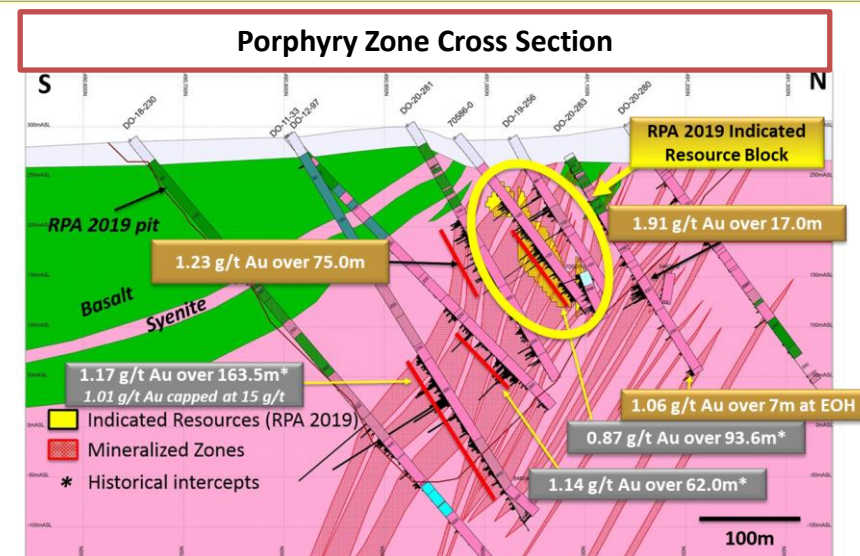 Porphyry Zone Cross Section
S
N
DO-18-230
DO-11-33
DO-12-97
DO-20-281
70586-0
DO-19-256
DO-20-283
DO-20-280
300mASL
250mASL
RPA 2019 Indicated
Resource Block
RPA 2019 pit
1.91 g/t Au over 17.0m
1.23 g/t Au over 75.0m
Basalt
Syenite
1.17 g/t Au over 163.5m*
1.01 g/t Au capped at 15 g/t
1.06 g/t Au over 7m at EOH
0.87 g/t Au over 93.6m*
1.14 g/t Au over 62.0m*
Indicated Resources (RPA 2019)
Mineralized Zones
* Historical intercepts
100m